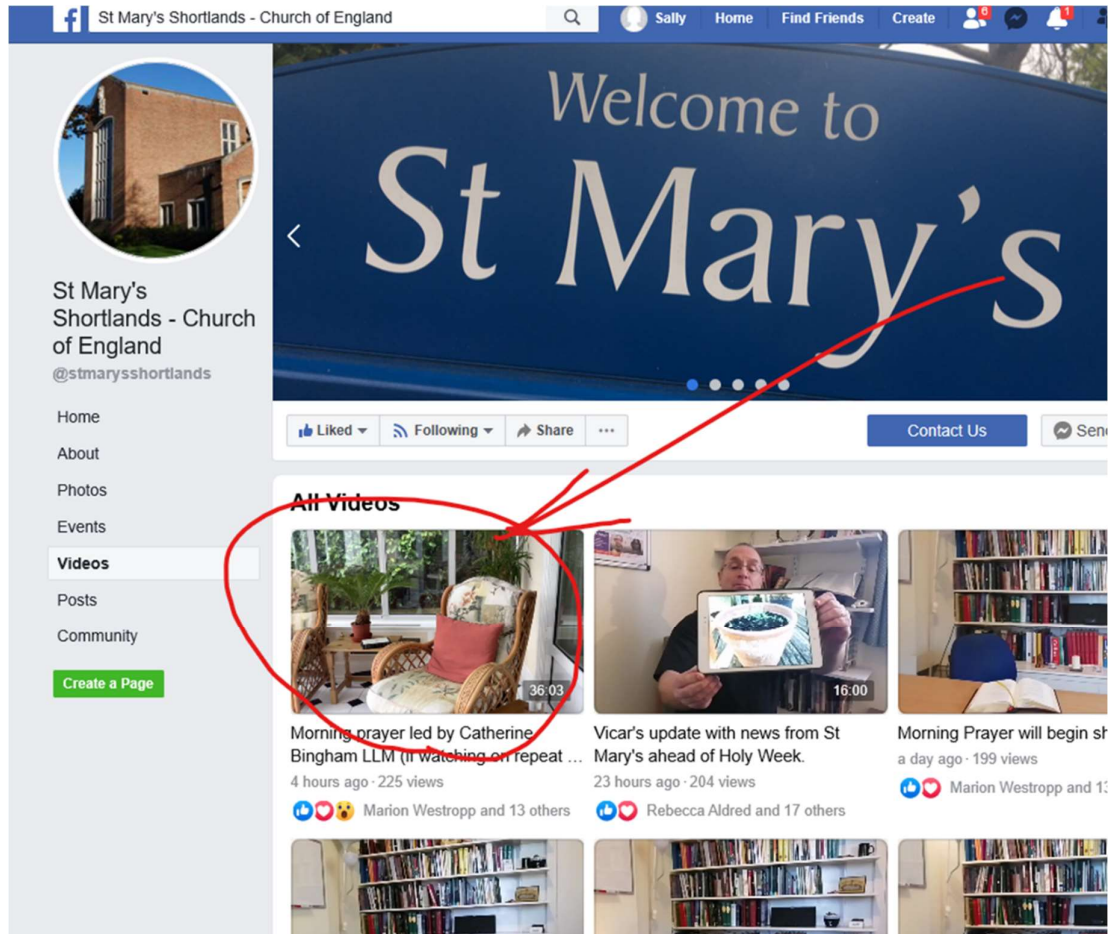 St Mary's Shortlands - Church of England
Sally
Home
Find Friends
Create
6
1
Welcome to
St Mary's
St Mary's
Shortlands - Church
of England
@stmarysshortlands
Home
About
Photos
Events
Videos
Posts
Community
Create a Page
Liked
Following
Share
Contact Us
Sen
All Videos
36:03
Morning prayer led by Catherine
Bingham LLM (if watching on repeat ...
4 hours ago · 225 views
Marion Westropp and 13 others
16:00
Vicar's update with news from St
Mary's ahead of Holy Week.
23 hours ago · 204 views
Rebecca Aldred and 17 others
Morning Prayer will begin sh
a day ago · 199 views
Marion Westropp and 13